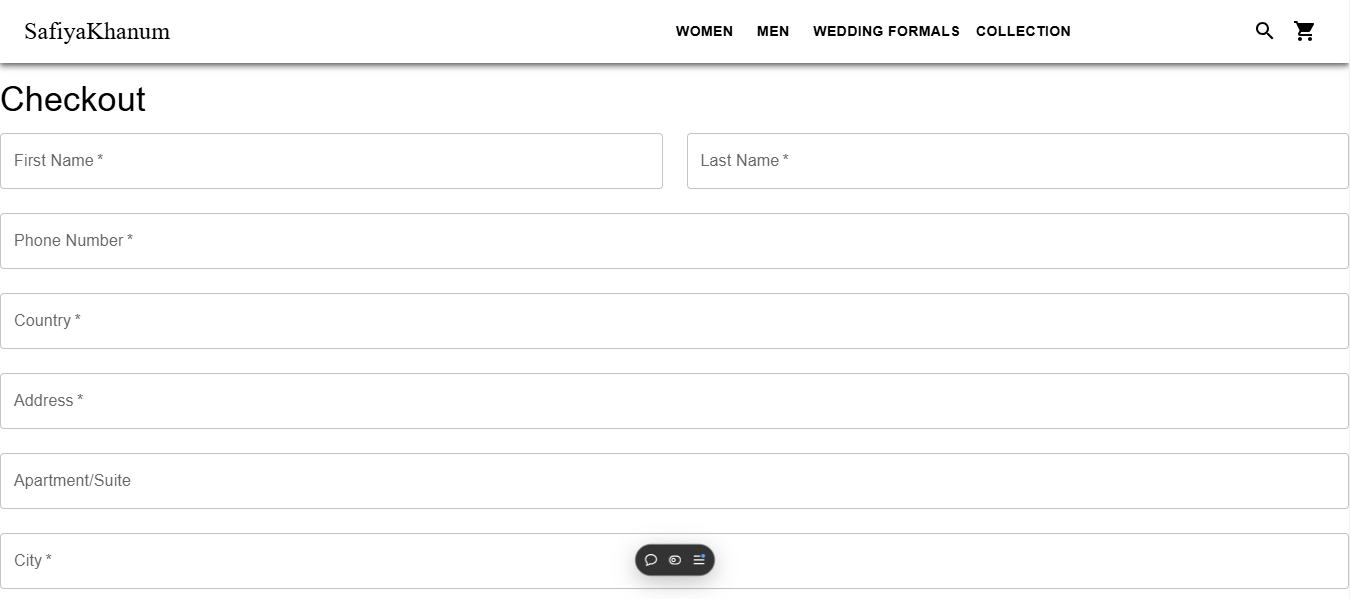 SafiyaKhanum
WOMEN MEN WEDDING FORMALS COLLECTION
Checkout
First Name *
Last Name *
Phone Number *
Country *
Address *
Apartment/Suite
City *